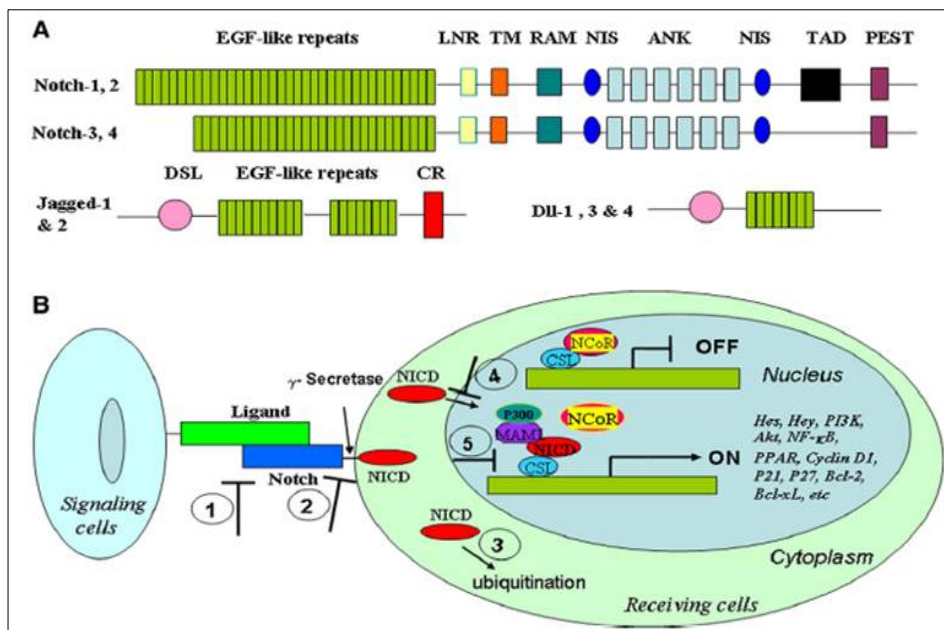 A
EGF-like repeats LNR TM RAM NIS ANK NIS TAD PEST
Notch-1, 2
Notch-3, 4
DSL EGF-like repeats CR
Jagged-1
& 2
Dll-1 , 3 & 4
B
Signaling
cells
Ligand
Notch
1
2
γ- Secretase
NICD
NICD
NICD
3
ubiquitination
4
5
NCoR
CSL
OFF
Nucleus
P300
MAM1
NICD
CSL
NCoR
ON
Hes, Hey, PI3K,
Akt, NF-κB,
PPAR, Cyclin D1,
P21, P27, Bcl-2,
Bcl-xL, etc
Cytoplasm
Receiving cells